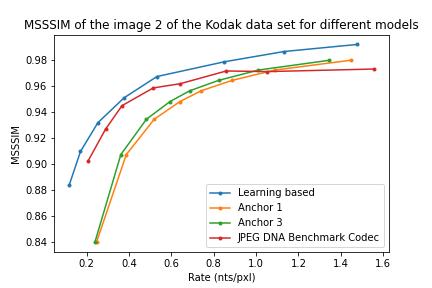 MSSSIM of the image 2 of the Kodak data set for different models
0.98
0.96
0.94
0.92
0.90
0.88
0.86
0.84
MSSSIM
Learning based
Anchor 1
Anchor 3
JPEG DNA Benchmark Codec
0.2 0.4 0.6 0.8 1.0 1.2 1.4 1.6
Rate (nts/pxl)